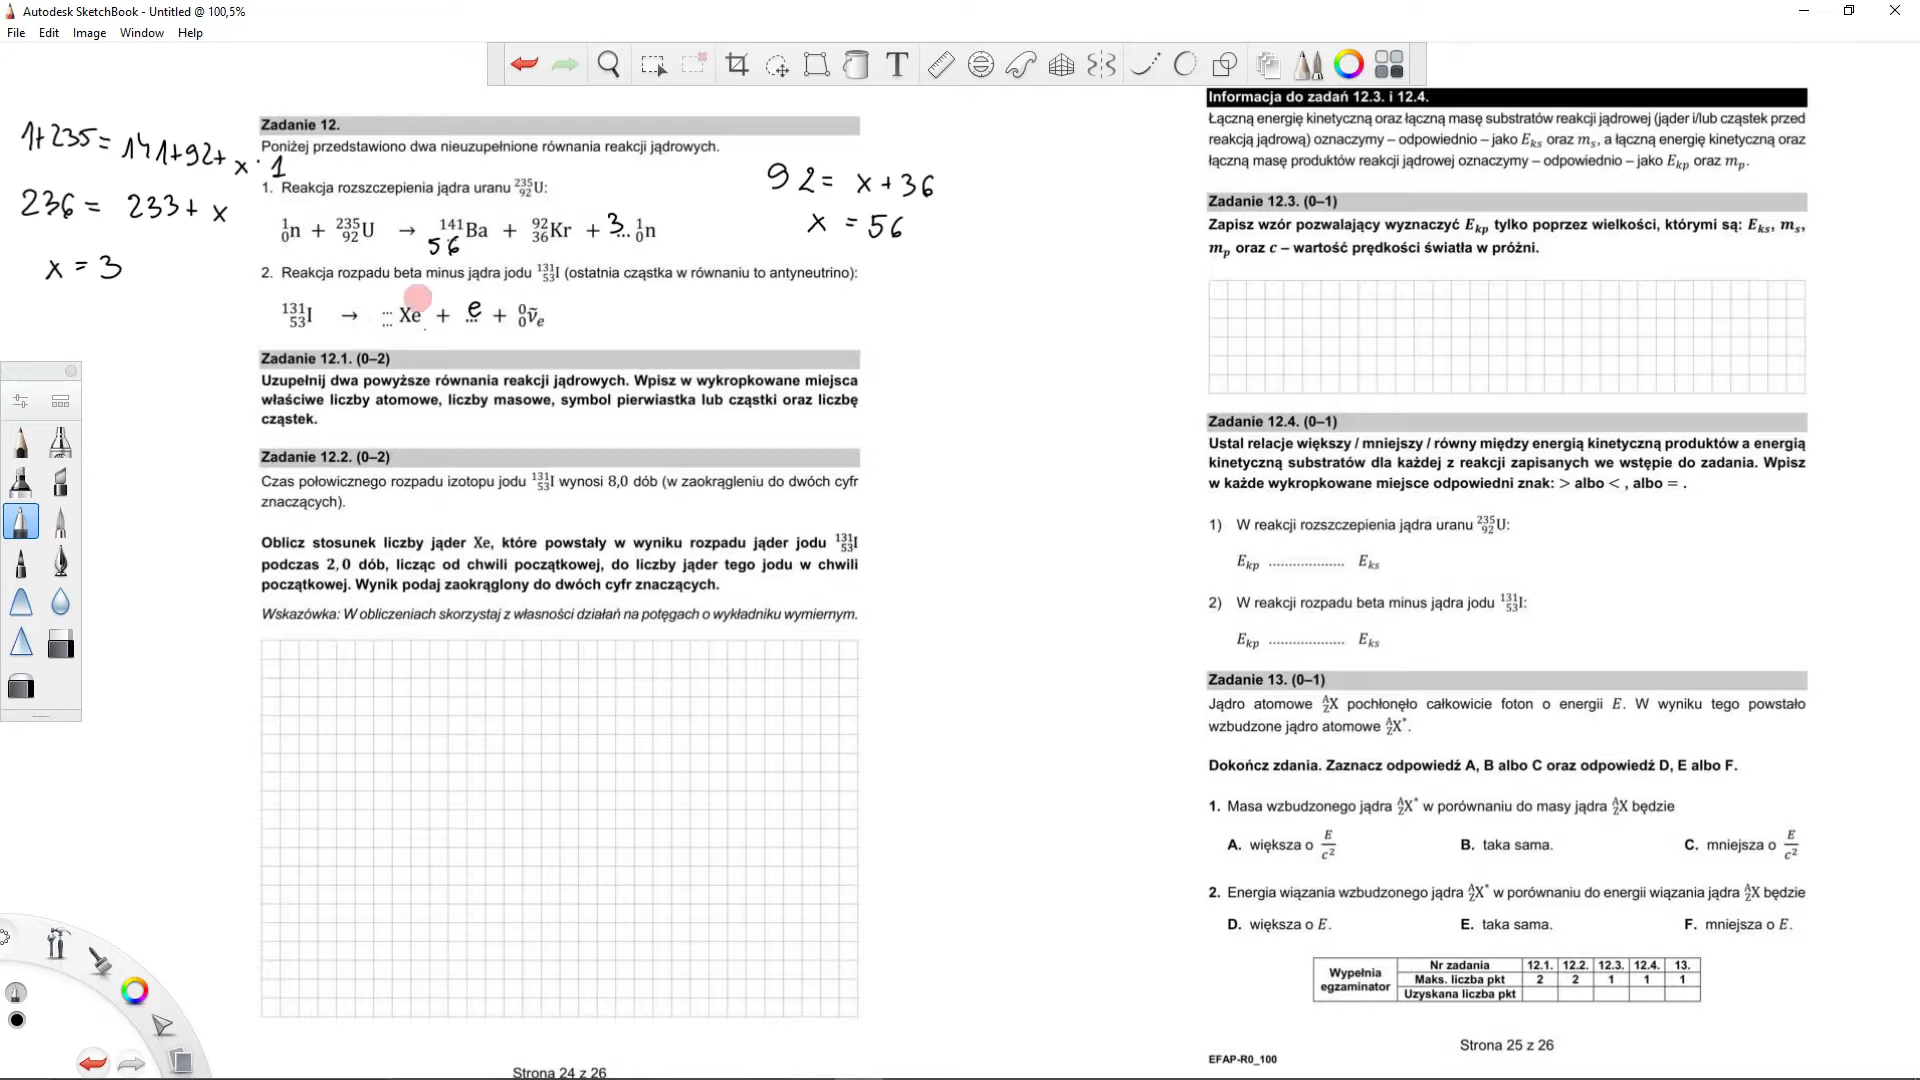 Autodesk SketchBook - Untitled @ 100,5%
File Edit Image Window Help
1+235 = 141+92+ x · 1
236 = 233 + x
x = 3
Zadanie 12.
Poniżej przedstawiono dwa nieuzupełnione równania reakcji jądrowych.
1. Reakcja rozszczepienia jądra uranu ²³⁵₉₂U:
¹₀n + ²³⁵₉₂U → ¹⁴¹₅₆Ba + ⁹²₃₆Kr + 3... ¹₀n
92 = x + 36
x = 56
2. Reakcja rozpadu beta minus jądra jodu ¹³¹₅₃I (ostatnia cząstka w równaniu to antyneutrino):
¹³¹₅₃I → ... ... Xe + e ... + ⁰₀ν̃ₑ
Zadanie 12.1. (0–2)
Uzupełnij dwa powyższe równania reakcji jądrowych. Wpisz w wykropkowane miejsca
właściwe liczby atomowe, liczby masowe, symbol pierwiastka lub cząstki oraz liczbę
cząstek.
Zadanie 12.2. (0–2)
Czas połowicznego rozpadu izotopu jodu ¹³¹₅₃I wynosi 8,0 dób (w zaokrągleniu do dwóch cyfr
znaczących).
Oblicz stosunek liczby jąder Xe, które powstały w wyniku rozpadu jąder jodu ¹³¹₅₃I
podczas 2,0 dób, licząc od chwili początkowej, do liczby jąder tego jodu w chwili
początkowej. Wynik podaj zaokrąglony do dwóch cyfr znaczących.
Wskazówka: W obliczeniach skorzystaj z własności działań na potęgach o wykładniku wymiernym.
Strona 24 z 26
Informacja do zadań 12.3. i 12.4.
Łączną energię kinetyczną oraz łączną masę substratów reakcji jądrowej (jąder i/lub cząstek przed
reakcją jądrową) oznaczymy – odpowiednio – jako Eₖₛ oraz mₛ, a łączną energię kinetyczną oraz
łączną masę produktów reakcji jądrowej oznaczymy – odpowiednio – jako Eₖₚ oraz mₚ.
Zadanie 12.3. (0–1)
Zapisz wzór pozwalający wyznaczyć Eₖₚ tylko poprzez wielkości, którymi są: Eₖₛ, mₛ,
mₚ oraz c – wartość prędkości światła w próżni.
Zadanie 12.4. (0–1)
Ustal relacje większy / mniejszy / równy między energią kinetyczną produktów a energią
kinetyczną substratów dla każdej z reakcji zapisanych we wstępie do zadania. Wpisz
w każde wykropkowane miejsce odpowiedni znak: > albo < , albo = .
1) W reakcji rozszczepienia jądra uranu ²³⁵₉₂U:
Eₖₚ ................... Eₖₛ
2) W reakcji rozpadu beta minus jądra jodu ¹³¹₅₃I:
Eₖₚ ................... Eₖₛ
Zadanie 13. (0–1)
Jądro atomowe ᴬ_ZX pochłonęło całkowicie foton o energii E. W wyniku tego powstało
wzbudzone jądro atomowe ᴬ_ZX*.
Dokończ zdania. Zaznacz odpowiedź A, B albo C oraz odpowiedź D, E albo F.
1. Masa wzbudzonego jądra ᴬ_ZX* w porównaniu do masy jądra ᴬ_ZX będzie
A. większa o E/c² B. taka sama. C. mniejsza o E/c²
2. Energia wiązania wzbudzonego jądra ᴬ_ZX* w porównaniu do energii wiązania jądra ᴬ_ZX będzie
D. większa o E. E. taka sama. F. mniejsza o E.
Wypełnia egzaminator
Nr zadania 12.1. 12.2. 12.3. 12.4. 13.
Maks. liczba pkt 2 2 1 1 1
Uzyskana liczba pkt
Strona 25 z 26
EFAP-R0_100